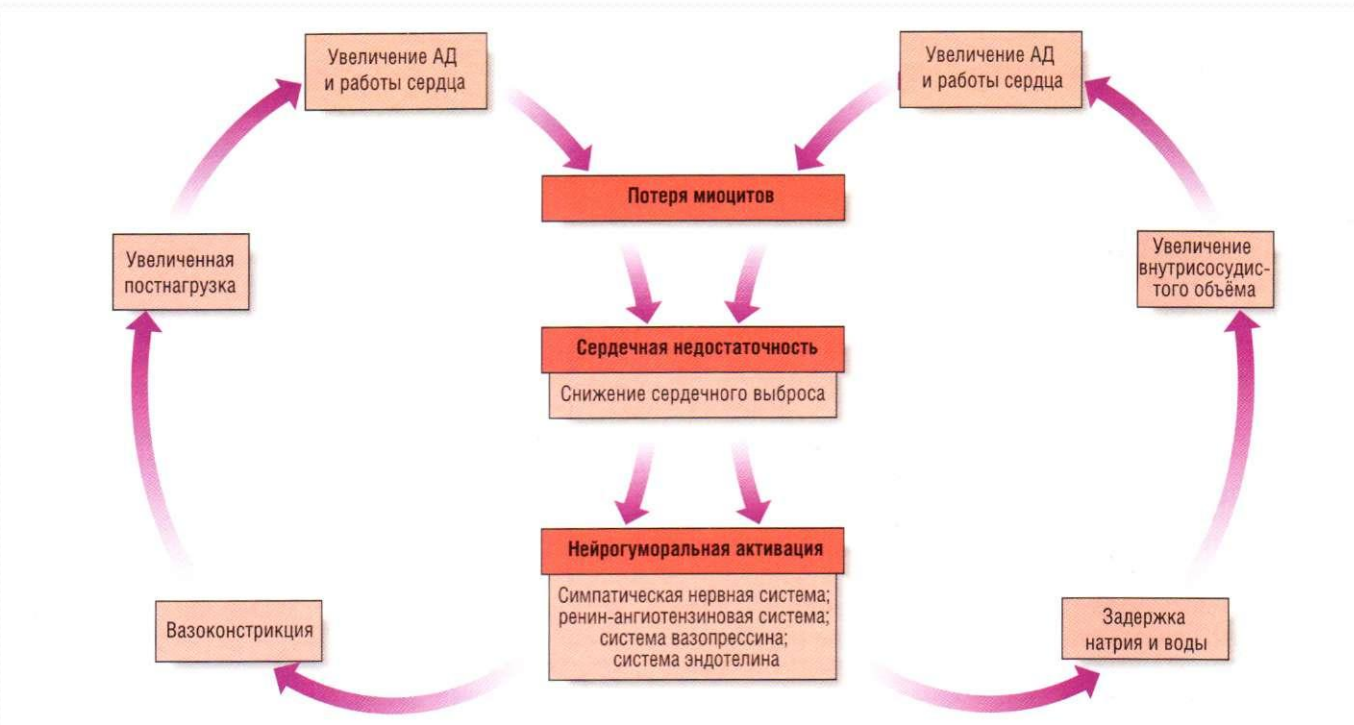 Увеличение АД
и работы сердца
Увеличение АД
и работы сердца
Потеря миоцитов
Увеличенная
постнагрузка
Увеличение
внутрисосудис-
того объёма
Сердечная недостаточность
Снижение сердечного выброса
Нейрогуморальная активация
Симпатическая нервная система;
ренин-ангиотензиновая система;
система вазопрессина;
система эндотелина
Вазоконстрикция
Задержка
натрия и воды